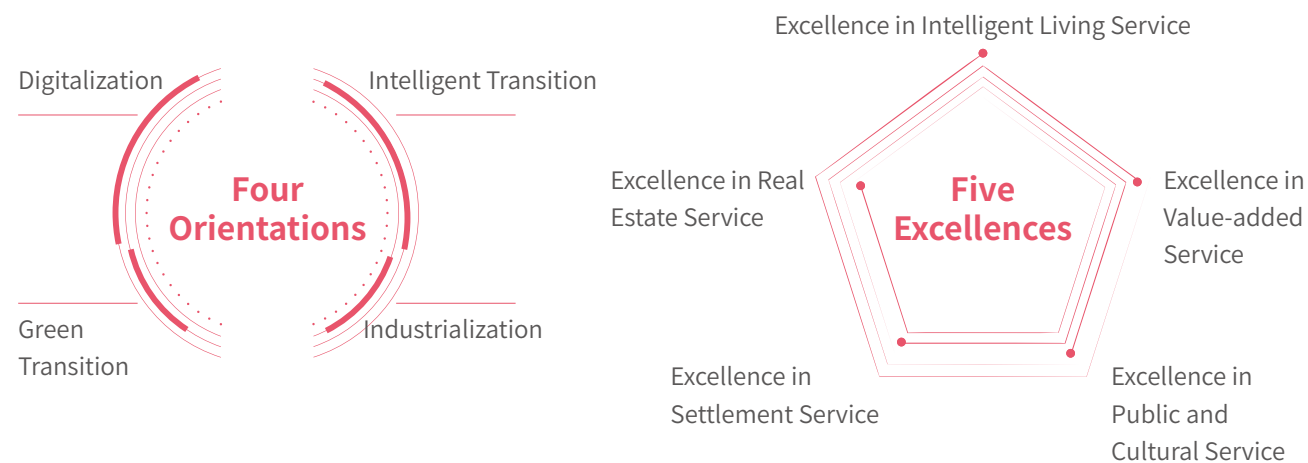 Digitalization
Intelligent Transition
Four
Orientations
Green
Transition
Industrialization
Excellence in Intelligent Living Service
Excellence in Real
Estate Service
Five
Excellences
Excellence in
Value-added
Service
Excellence in
Settlement Service
Excellence in
Public and
Cultural Service